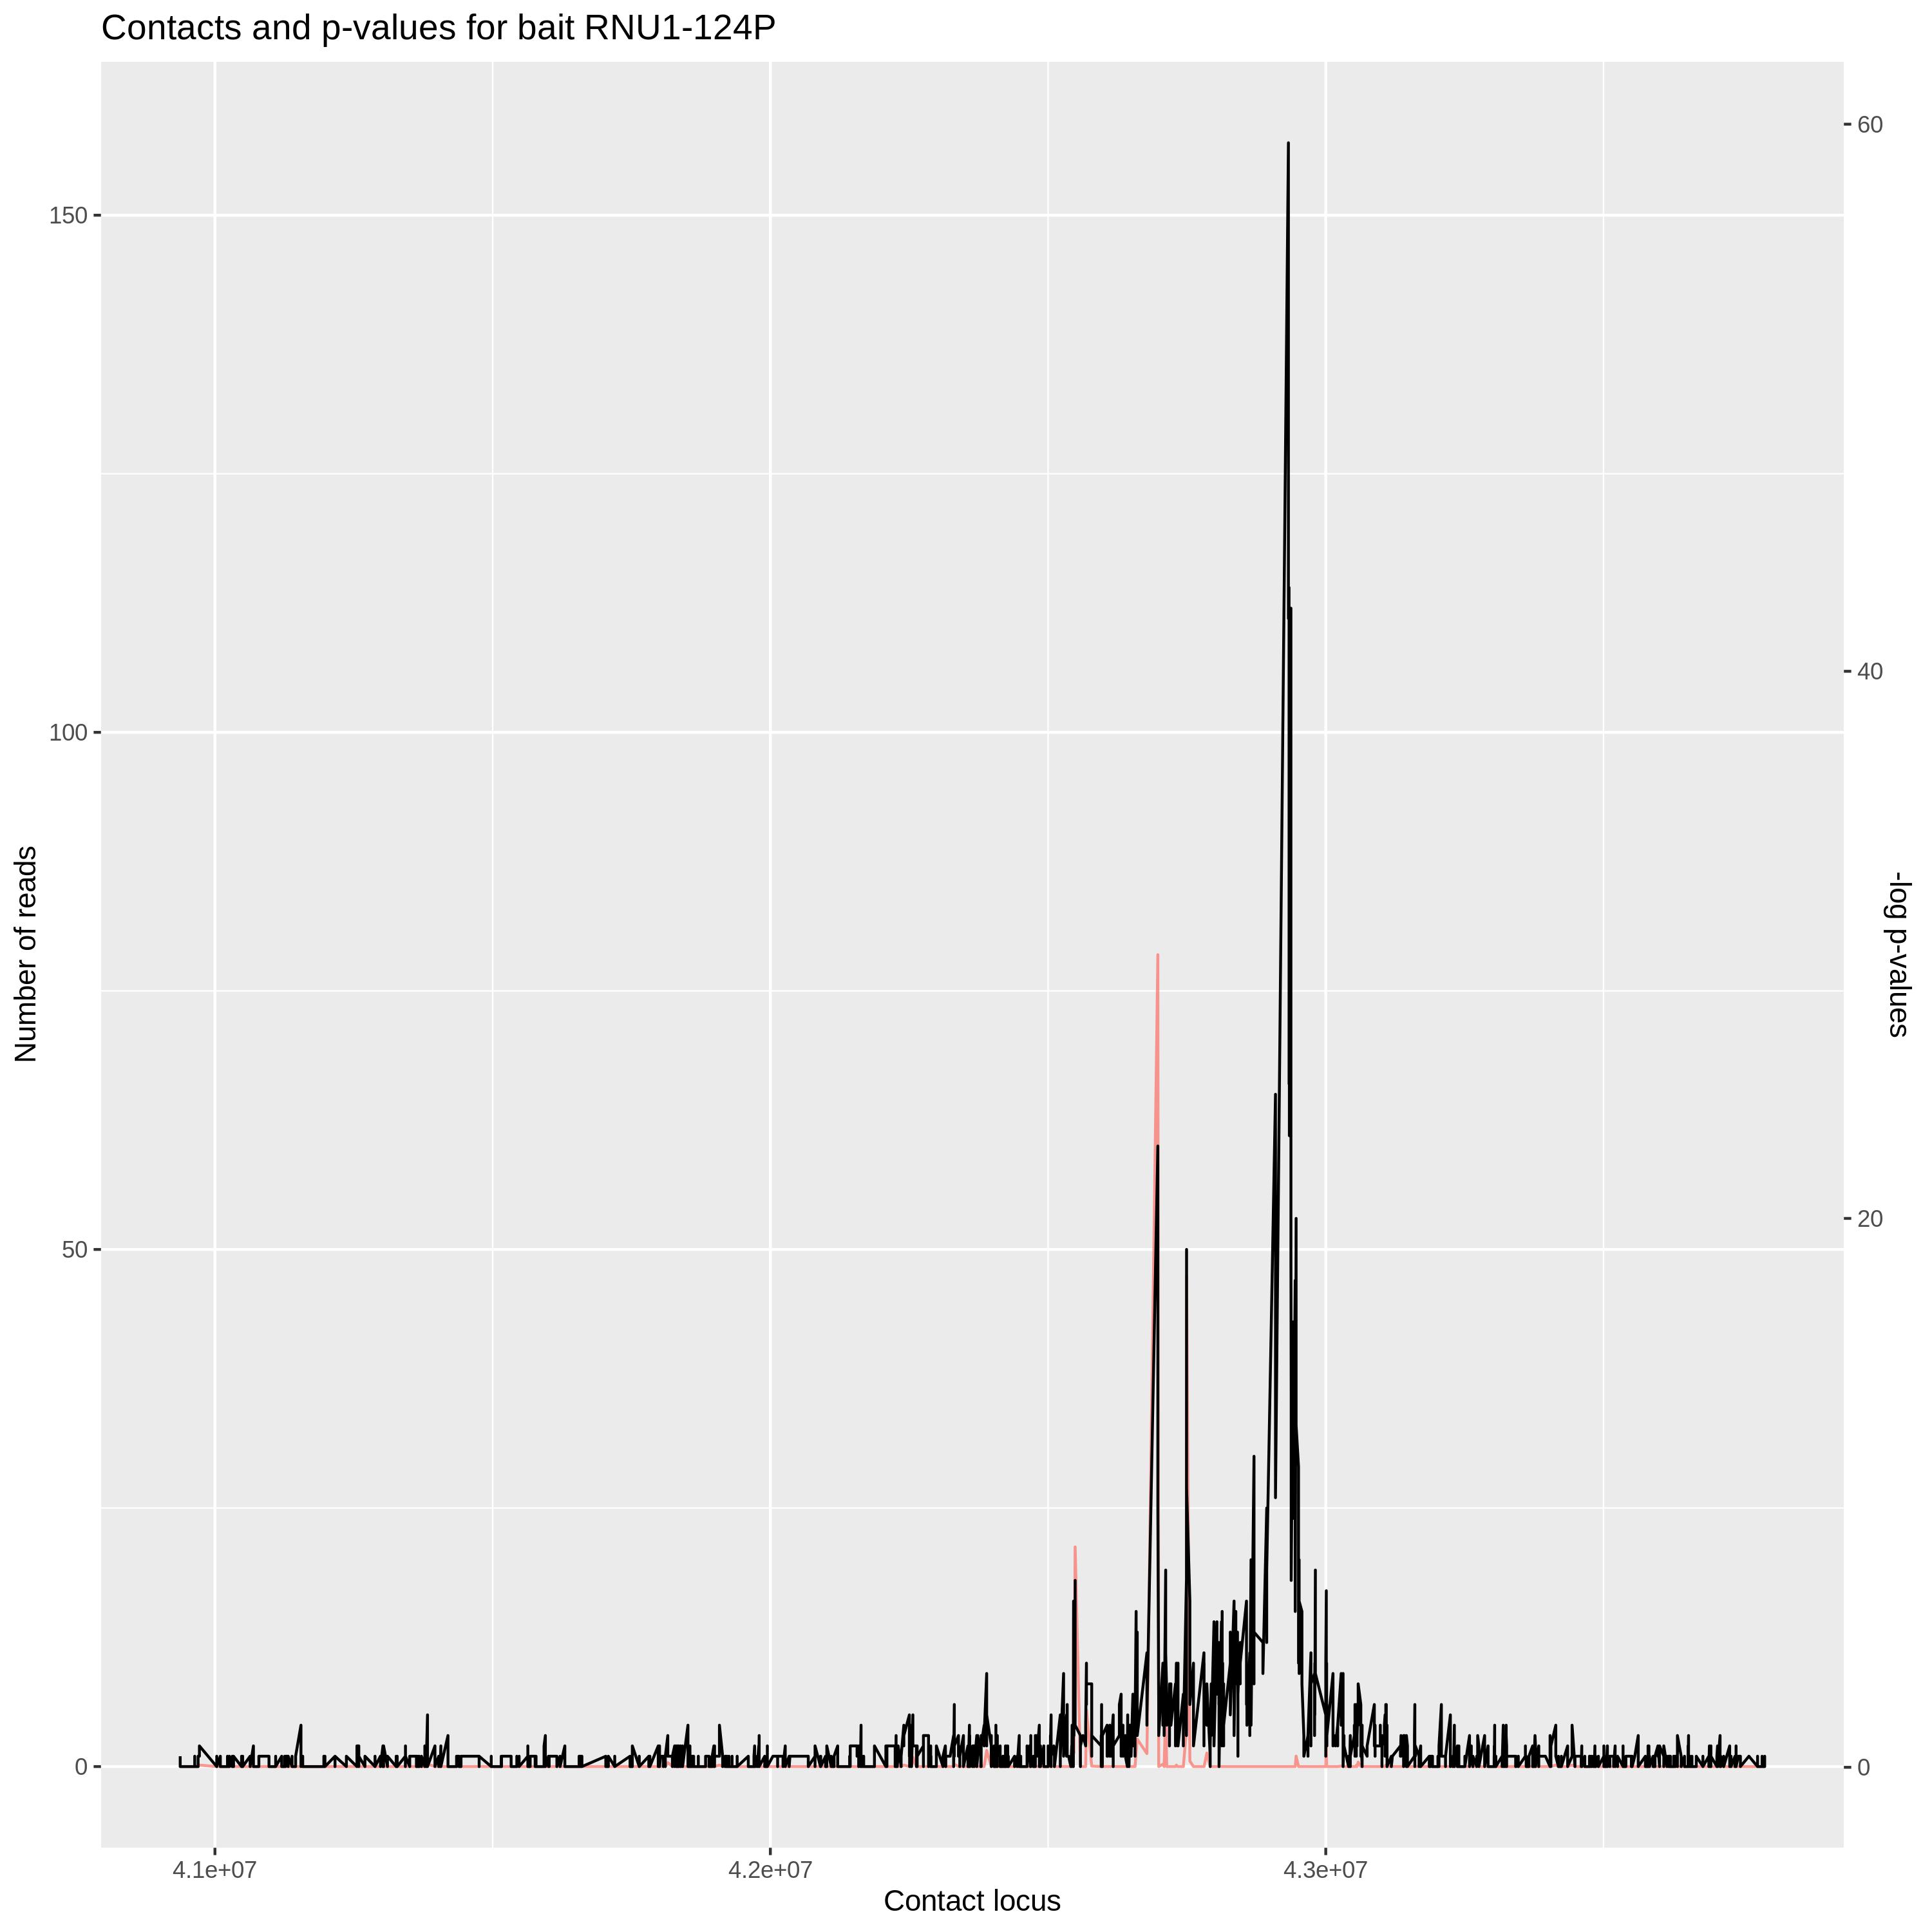 Contacts and p-values for bait RNU1-124P
Number of reads
150
100
50
0
60
40
20
0
-log p-values
4.1e+07
4.2e+07
4.3e+07
Contact locus